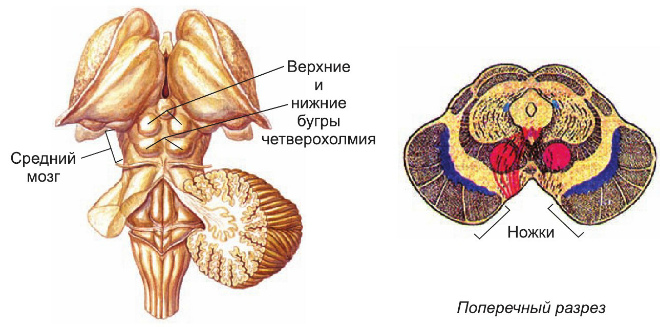 Верхние
и
нижние
бугры
четверохолмия
Средний
мозг
Ножки
Поперечный разрез